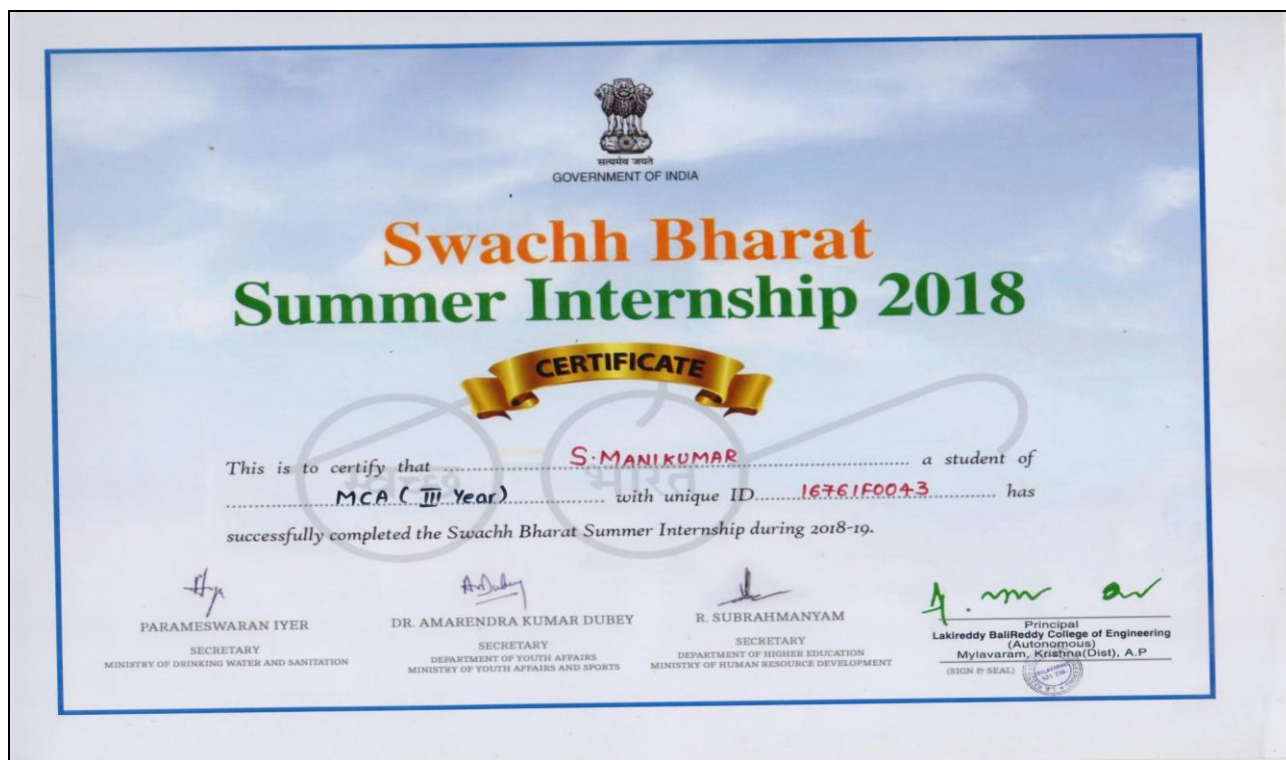 सत्यमेव जयते
GOVERNMENT OF INDIA
Swachh Bharat
Summer Internship 2018
CERTIFICATE
स्वच्छ भारत
This is to certify that S. MANIKUMAR a student of
MCA ( III Year) with unique ID 16761F0043 has
successfully completed the Swachh Bharat Summer Internship during 2018-19.
PARAMESWARAN IYER
SECRETARY
MINISTRY OF DRINKING WATER AND SANITATION
DR. AMARENDRA KUMAR DUBEY
SECRETARY
DEPARTMENT OF YOUTH AFFAIRS
MINISTRY OF YOUTH AFFAIRS AND SPORTS
R. SUBRAHMANYAM
SECRETARY
DEPARTMENT OF HIGHER EDUCATION
MINISTRY OF HUMAN RESOURCE DEVELOPMENT
Principal
Lakireddy BaliReddy College of Engineering
(Autonomous)
Mylavaram, Krishna(Dist), A.P
(SIGN & SEAL)